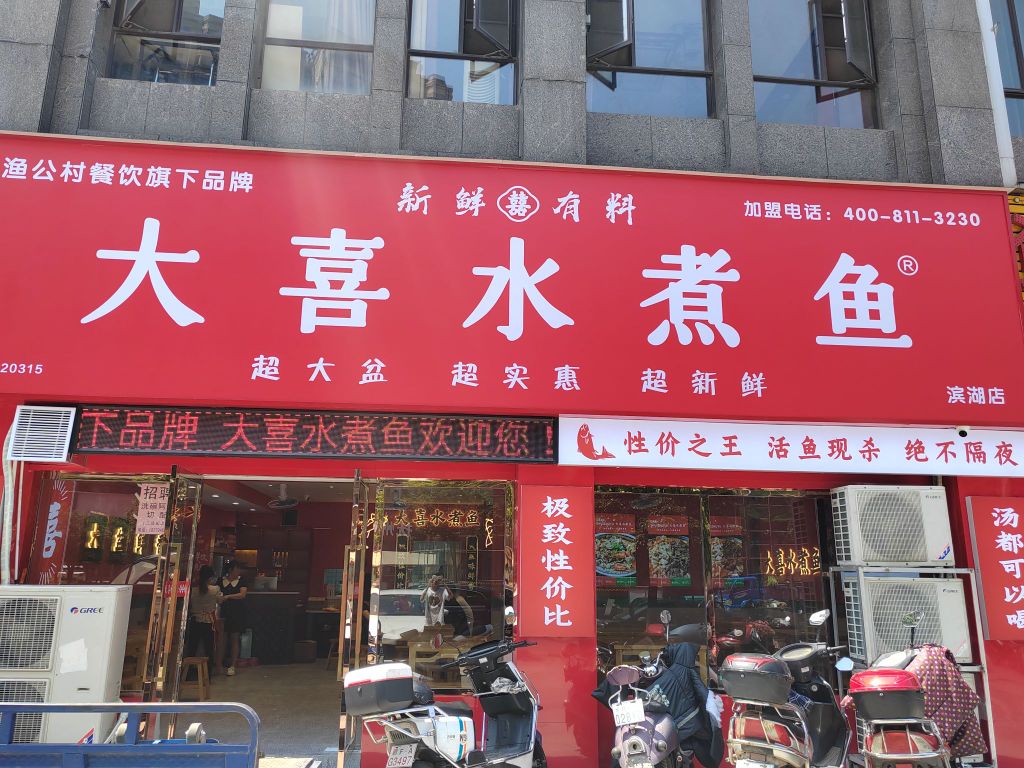 渔公村餐饮旗下品牌
新鲜 囍 有料
加盟电话：400-811-3230
大喜水煮鱼®
超大盆 超实惠 超新鲜
20315
滨湖店
下品牌 大喜水煮鱼欢迎您！
性价之王 活鱼现杀 绝不隔夜
招聘
喜
大喜水煮鱼
极致性价比
大喜水煮鱼
汤都可以喝
GREE
GREE
G3497